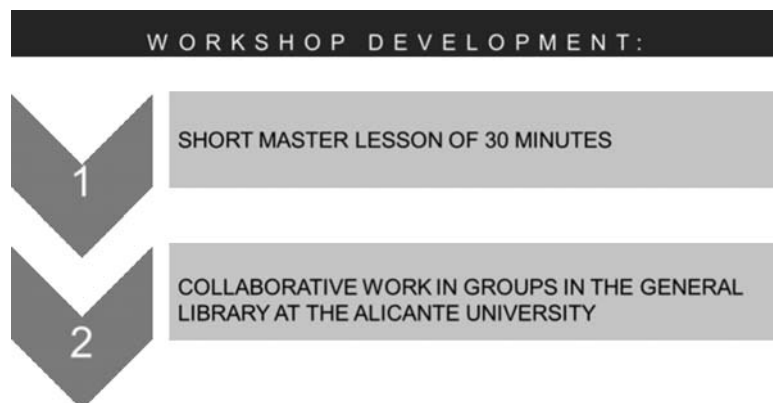 WORKSHOP DEVELOPMENT:
1
SHORT MASTER LESSON OF 30 MINUTES
2
COLLABORATIVE WORK IN GROUPS IN THE GENERAL
LIBRARY AT THE ALICANTE UNIVERSITY